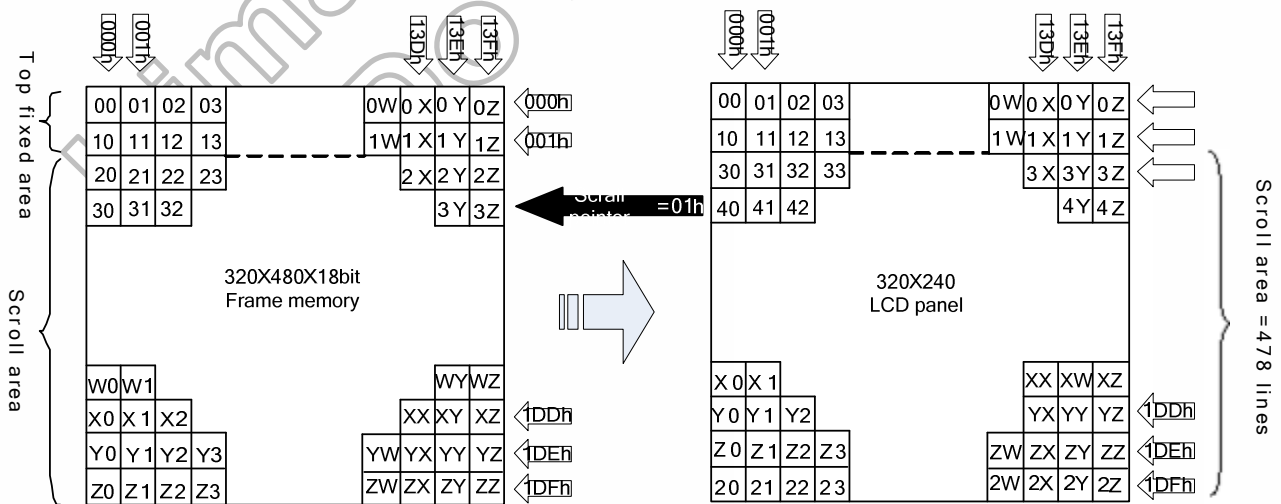 000h 001h 13Dh 13Eh 13Fh
000h 001h 13Dh 13Eh 13Fh
Top fixed area
Scroll area
00 01 02 03 0W 0X 0Y 0Z 000h
10 11 12 13 1W 1X 1Y 1Z 001h
20 21 22 23 2X 2Y 2Z
30 31 32 3Y 3Z
320X480X18bit
Frame memory
W0 W1 WY WZ
X0 X1 X2 XX XY XZ 1DDh
Y0 Y1 Y2 Y3 YW YX YY YZ 1DEh
Z0 Z1 Z2 Z3 ZW ZX ZY ZZ 1DFh
=01h
00 01 02 03 0W 0X 0Y 0Z
10 11 12 13 1W 1X 1Y 1Z
30 31 32 33 3X 3Y 3Z
40 41 42 4Y 4Z
320X240
LCD panel
X0 X1 XX XW XZ
Y0 Y1 Y2 YX YY YZ 1DDh
Z0 Z1 Z2 Z3 ZW ZX ZY ZZ 1DEh
20 21 22 23 2W 2X 2Y 2Z 1DFh
Scroll area =478 lines